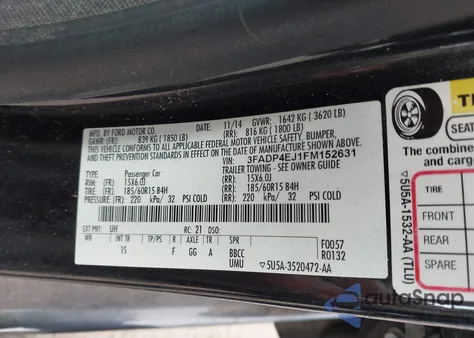 MFD. BY FORD MOTOR CO.
11/14 GVWR: 1642 KG ( 3620 LB)
GAWR: (FR): 839 KG ( 1850 LB) (RR): 816 KG ( 1800 LB)
THIS VEHICLE CONFORMS TO ALL APPLICABLE
FEDERAL MOTOR VEHICLE SAFETY, BUMPER,
AND THEFT PREVENTION STANDARDS IN EFFECT
ON THE DATE OF MANUFACTURE SHOWN ABOVE.
VIN: 3FADP4EJ1FM152631
TYPE: Passenger Car TRAILER TOWING - SEE OWNER GUIDE
RIM: (FR): 15X6.0J (RR): 15X6.0J
TIRE: (FR): 185/60R15 84H 185/60R15 84H
PRESSURE: (FR): 220 kPa/ 32 PSI COLD 220 kPa/ 32 PSI COLD
EXT PNT: UH RC: 21 DSO:
WB INT TR TP/PS R AXLE TR SPR
15 F GG A BBCC
UMU
F0057
R0132
▽5U5A-3520472-AA
The combine
and carg
TIRE
FRONT
REAR
SPARE
▽5U5A-1532-AA (TLU)
autoSnap